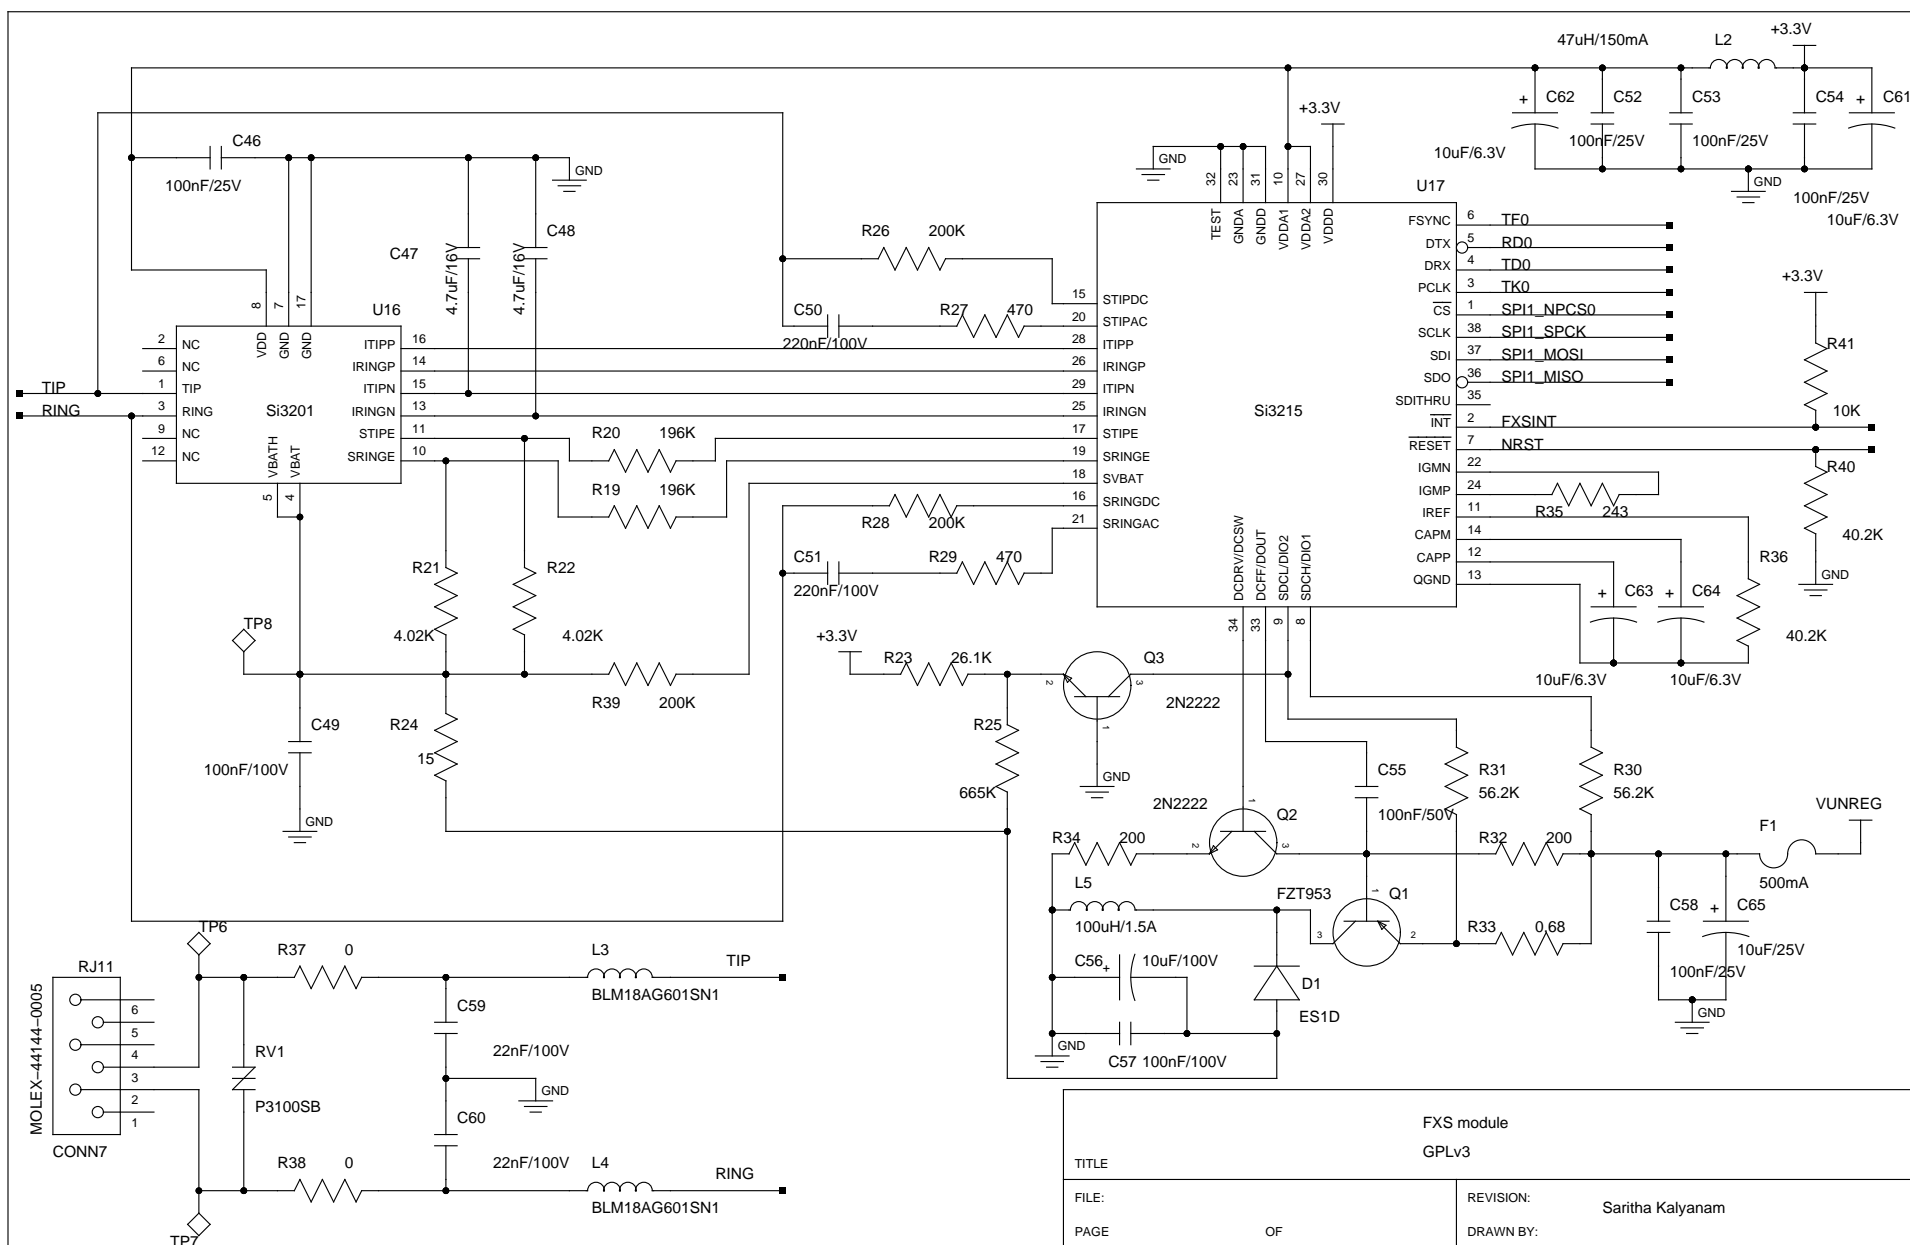 47uH/150mA L2 +3.3V
C62 C52 C53 C54 C61
+ +
10uF/6.3V 100nF/25V 100nF/25V
GND
100nF/25V
10uF/6.3V
C46
100nF/25V
GND
C47 4.7uF/16V
4.7uF/16V C48
+3.3V
GND
32 23 31 10 27 30
TEST GNDA GNDD VDDA1 VDDA2 VDDD
U17
Si3215
R26 200K
C50 220nF/100V
R27 470
15 STIPDC
20 STIPAC
28 ITIPP
26 IRINGP
29 ITIPN
25 IRINGN
17 STIPE
19 SRINGE
18 SVBAT
16 SRINGDC
21 SRINGAC
FSYNC 6 TF0
DTX 5 RD0
DRX 4 TD0
PCLK 3 TK0
CS 1 SPI1_NPCS0
SCLK 38 SPI1_SPCK
SDI 37 SPI1_MOSI
SDO 36 SPI1_MISO
SDITHRU 35
INT 2 FXSINT
RESET 7 NRST
IGMN 22
IGMP 24
IREF 11
CAPM 14
CAPP 12
QGND 13
DCDRV/DCSW DCFF/DOUT SDCL/DIO2 SDCH/DIO1
34 33 9 8
+3.3V
R41
10K
R40
40.2K
GND
R35 243
R36
40.2K
+ C63 + C64
10uF/6.3V 10uF/6.3V
8 7 17
VDD GND GND
U16
Si3201
2 NC
6 NC
1 TIP
3 RING
9 NC
12 NC
TIP
RING
ITIPP 16
IRINGP 14
ITIPN 15
IRINGN 13
STIPE 11
SRINGE 10
VBATH VBAT
5 4
R20 196K
R19 196K
R28 200K
C51 220nF/100V
R29 470
R21 4.02K
R22 4.02K
TP8
R39 200K
C49
100nF/100V
GND
R24 15
+3.3V
R23 26.1K
R25
665K
Q3
2N2222
2 3 1
GND
C55
100nF/50V
R31
56.2K
R30
56.2K
VUNREG
F1
500mA
2N2222
Q2
1 2 3
R34 200
R32 200
L5
100uH/1.5A
FZT953 Q1
1 3 2
R33 0.68
C58 + C65
10uF/25V
100nF/25V
GND
C56 + 10uF/100V
D1
ES1D
GND
C57 100nF/100V
TP6
RJ11
MOLEX-44144-0005
6
5
4
3
2
1
CONN7
R37 0
L3
BLM18AG601SN1
TIP
C59
22nF/100V
RV1
P3100SB
GND
C60
22nF/100V
R38 0
L4
BLM18AG601SN1
RING
TP7
FXS module
GPLv3
TITLE
FILE:
REVISION:
Saritha Kalyanam
PAGE OF
DRAWN BY: